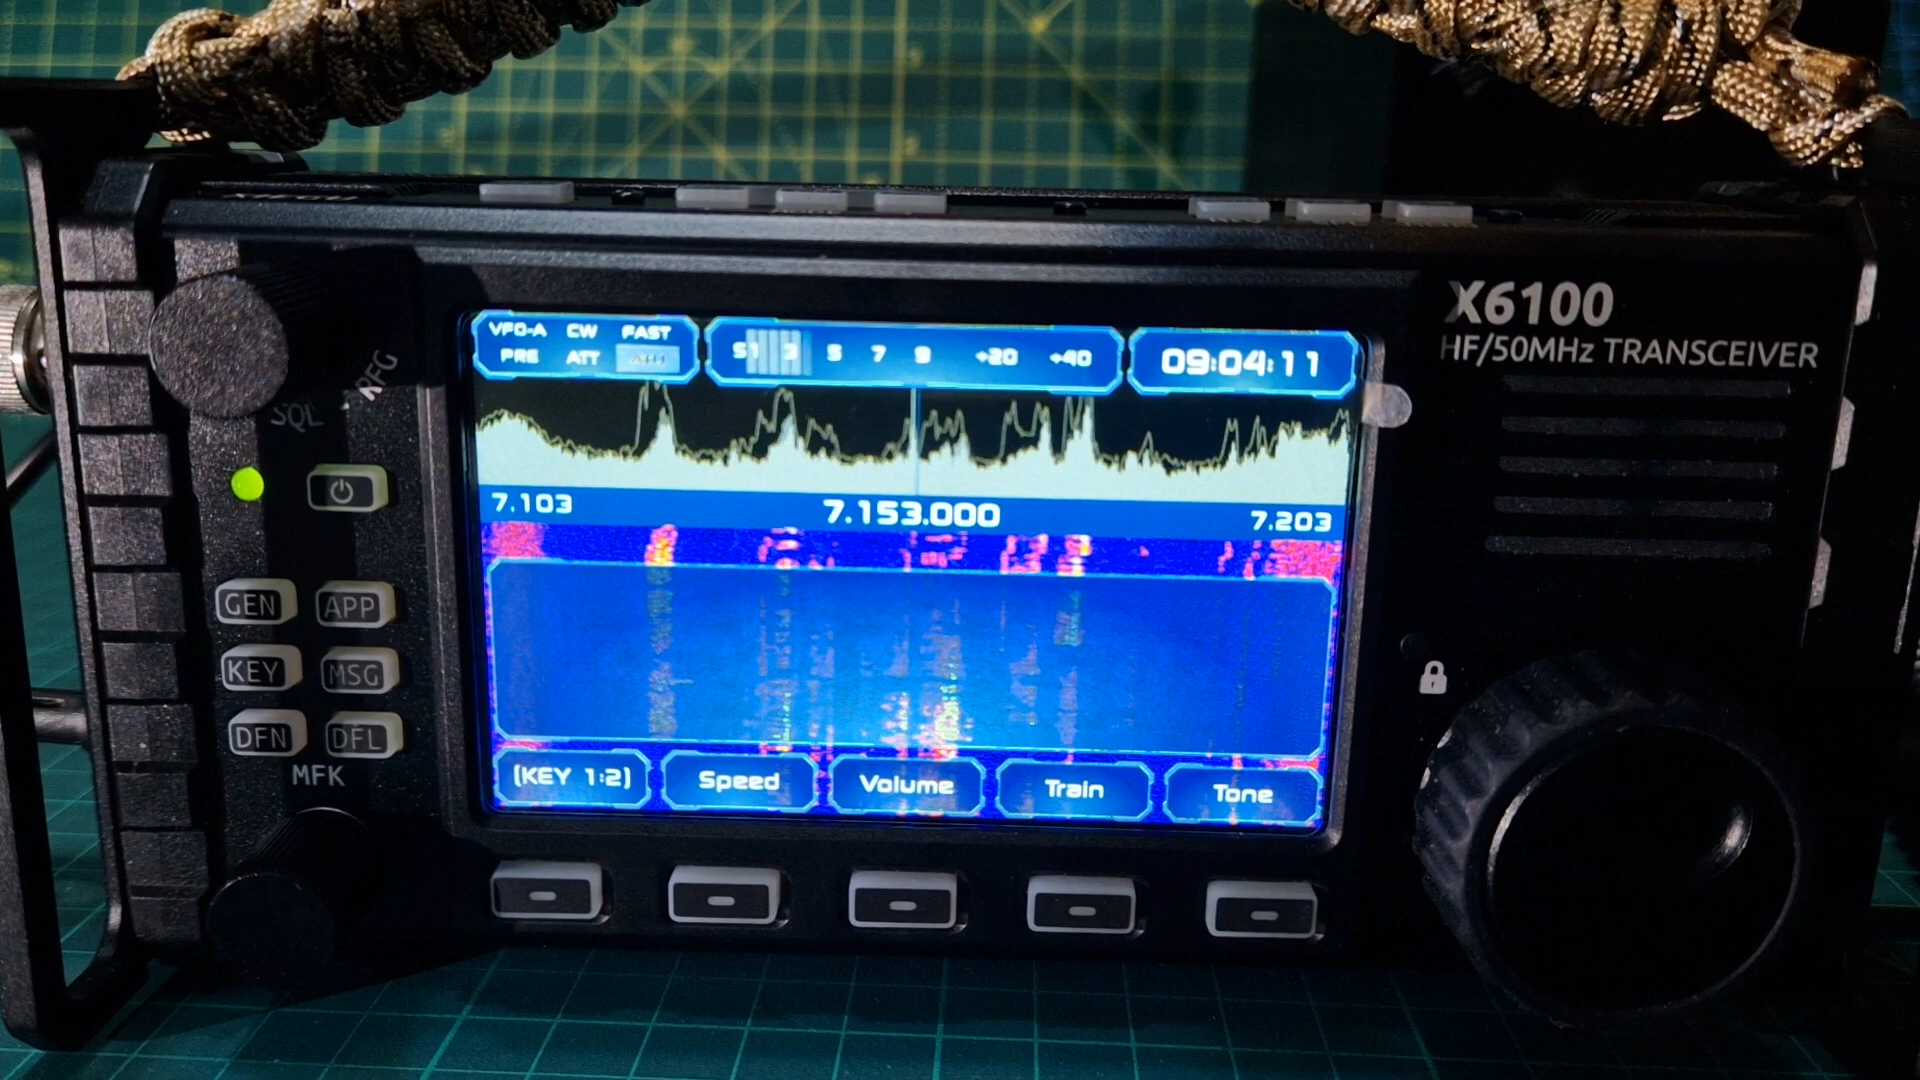 X6100
HF/50MHz TRANSCEIVER
VFO-A CW FAST
PRE ATT
S1 3 5 7 9 +20 +40
09:04:11
7.103 7.153.000 7.203
(KEY 1:2) Speed Volume Train Tone
SQL RFG
GEN APP
KEY MSG
DFN DFL
MFK